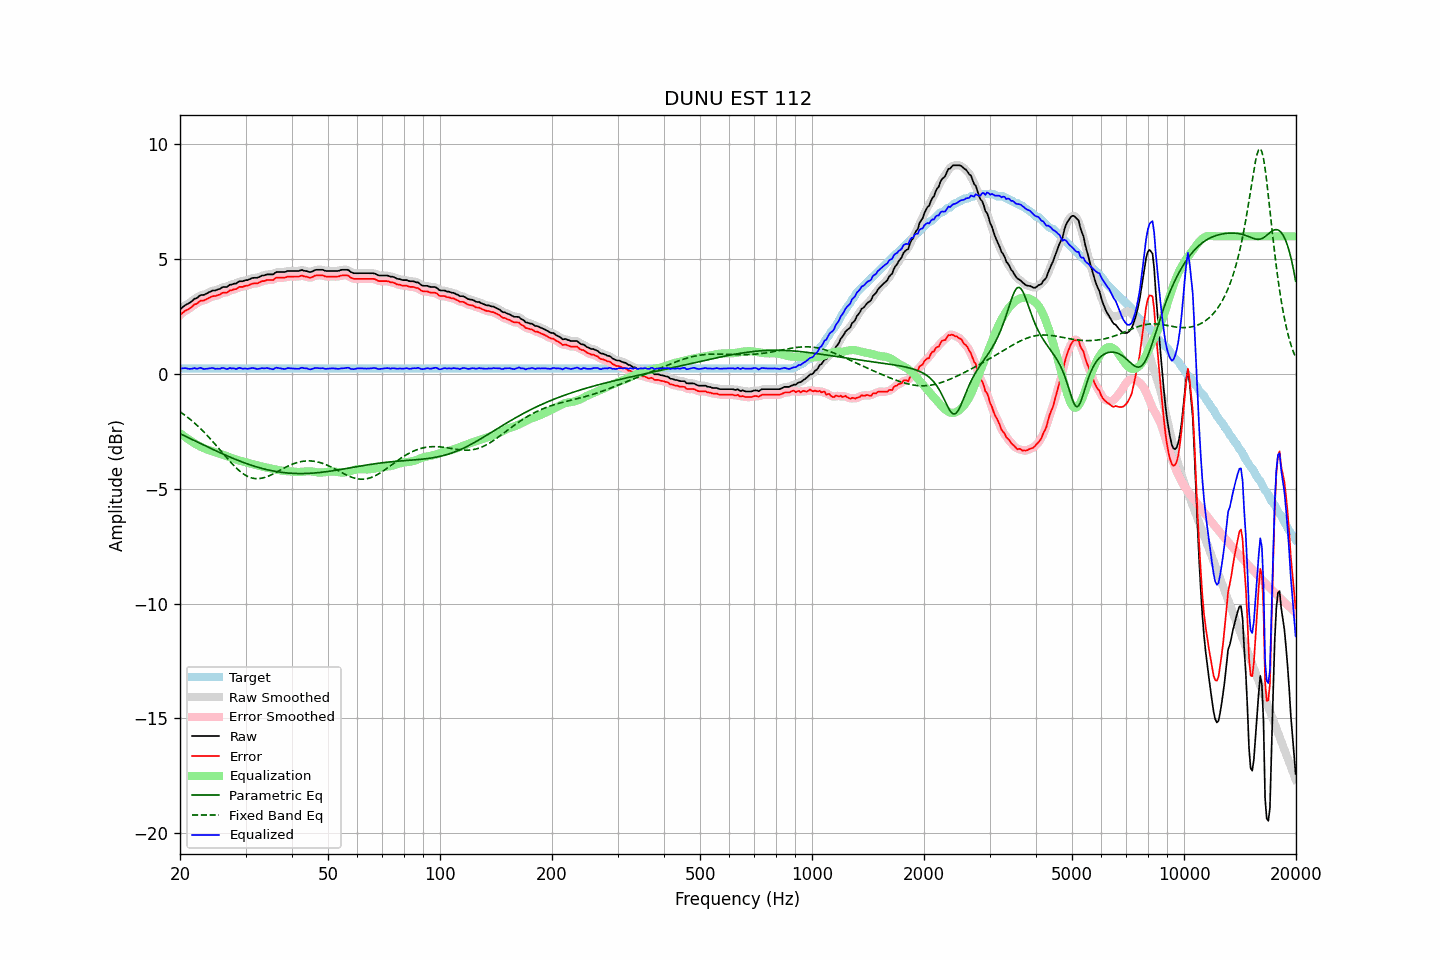 DUNU EST 112
Amplitude (dBr)
10
5
0
−5
−10
−15
−20
Target
Raw Smoothed
Error Smoothed
Raw
Error
Equalization
Parametric Eq
Fixed Band Eq
Equalized
20 50 100 200 500 1000 2000 5000 10000 20000
Frequency (Hz)